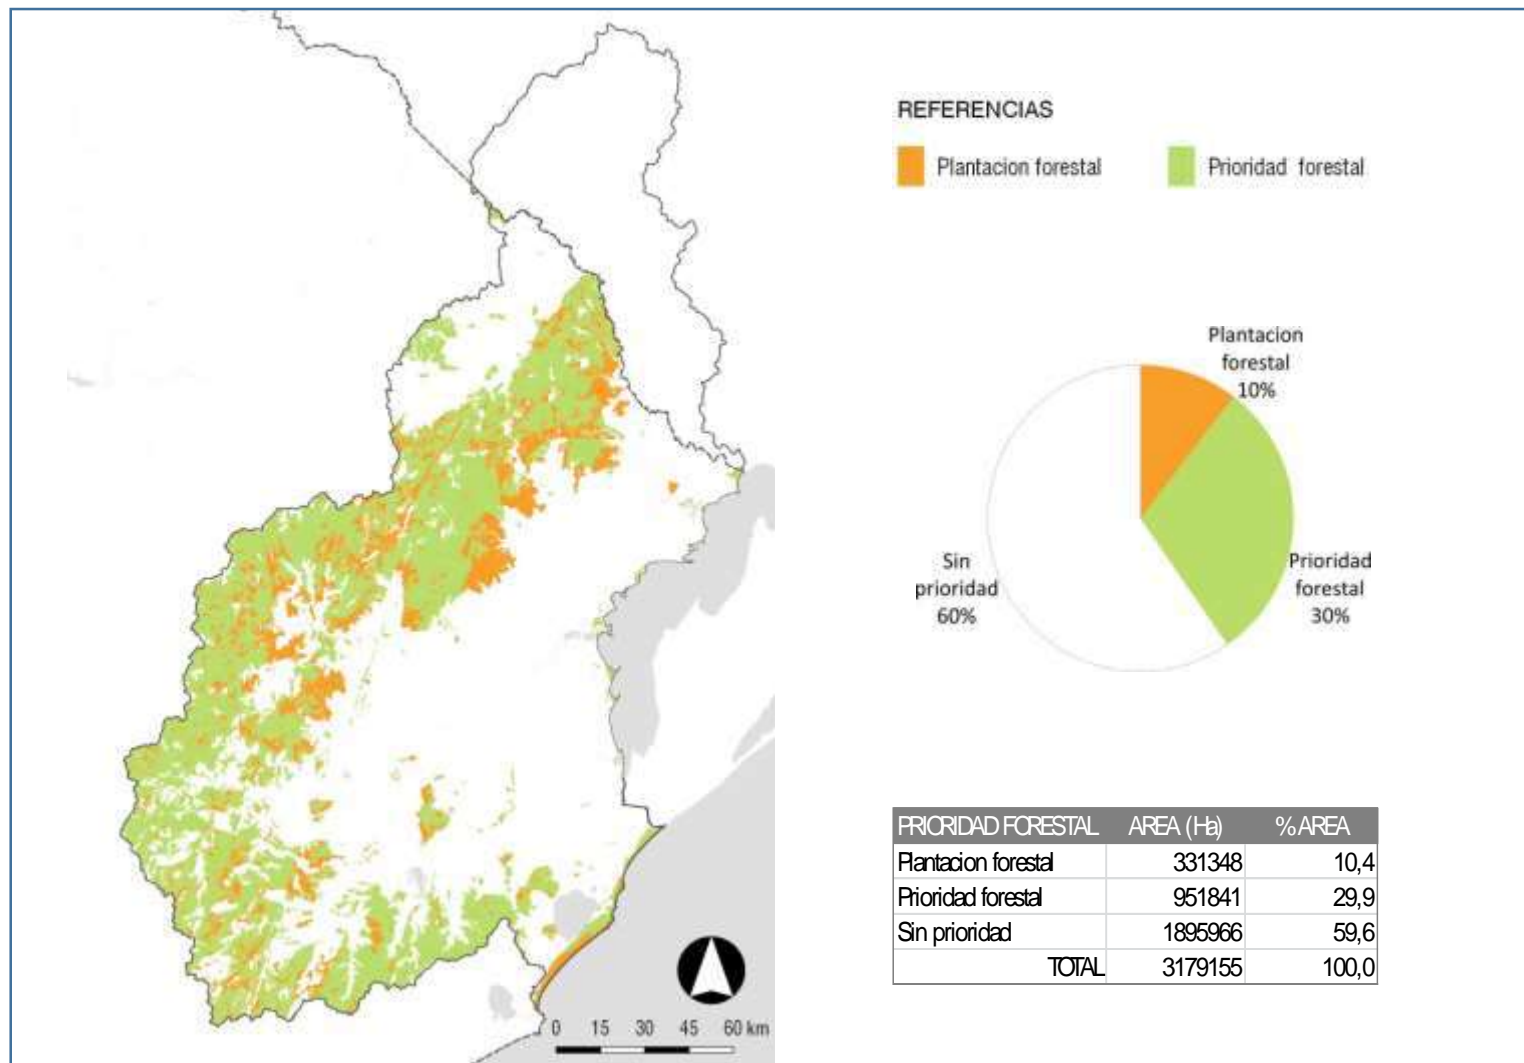 REFERENCIAS
Plantacion forestal
Prioridad forestal
Plantacion
forestal
10%
Sin
prioridad
60%
Prioridad
forestal
30%
PRIORIDAD FORESTAL AREA (Ha) % AREA
Plantacion forestal 331348 10,4
Prioridad forestal 951841 29,9
Sin prioridad 1895966 59,6
TOTAL 3179155 100,0
0 15 30 45 60 km